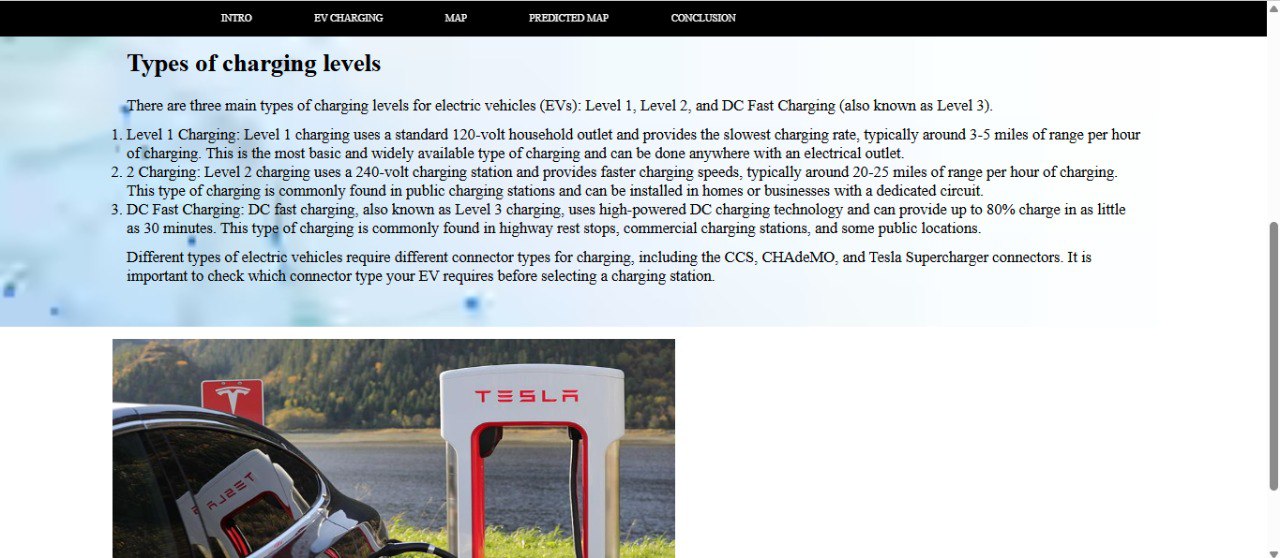 INTRO EV CHARGING MAP PREDICTED MAP CONCLUSION
Types of charging levels
There are three main types of charging levels for electric vehicles (EVs): Level 1, Level 2, and DC Fast Charging (also known as Level 3).
1. Level 1 Charging: Level 1 charging uses a standard 120-volt household outlet and provides the slowest charging rate, typically around 3-5 miles of range per hour
of charging. This is the most basic and widely available type of charging and can be done anywhere with an electrical outlet.
2. 2 Charging: Level 2 charging uses a 240-volt charging station and provides faster charging speeds, typically around 20-25 miles of range per hour of charging.
This type of charging is commonly found in public charging stations and can be installed in homes or businesses with a dedicated circuit.
3. DC Fast Charging: DC fast charging, also known as Level 3 charging, uses high-powered DC charging technology and can provide up to 80% charge in as little
as 30 minutes. This type of charging is commonly found in highway rest stops, commercial charging stations, and some public locations.
Different types of electric vehicles require different connector types for charging, including the CCS, CHAdeMO, and Tesla Supercharger connectors. It is
important to check which connector type your EV requires before selecting a charging station.
TESLA
TESLA